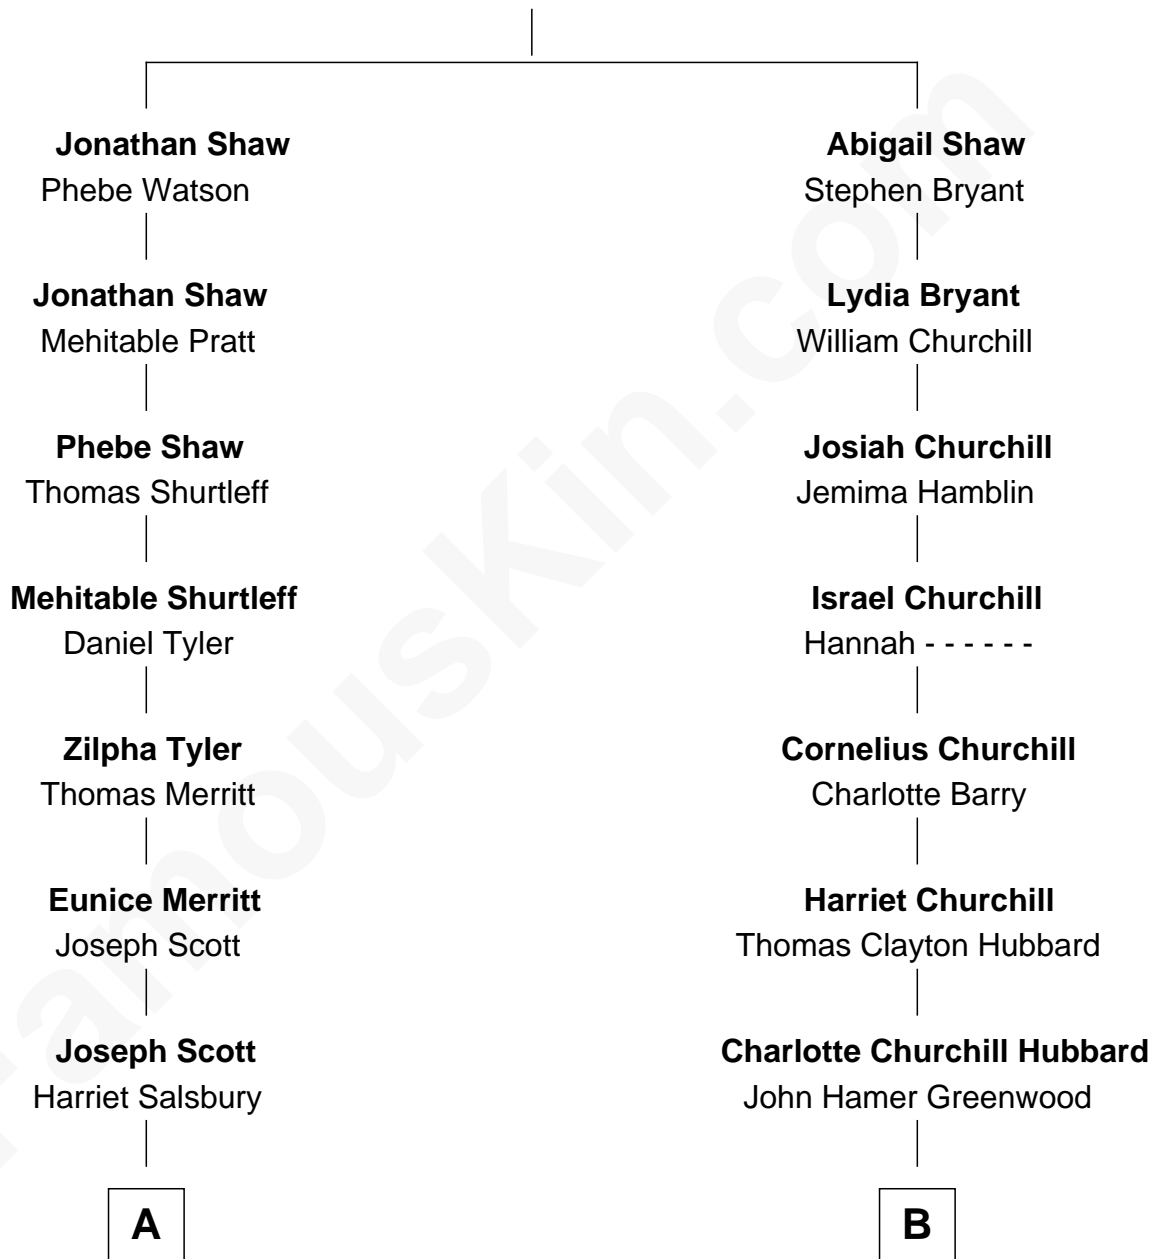 Jonathan Shaw
Phebe Watson
Jonathan Shaw
Mehitable Pratt
Phebe Shaw
Thomas Shurtleff
Mehitable Shurtleff
Daniel Tyler
Zilpha Tyler
Thomas Merritt
Eunice Merritt
Joseph Scott
Joseph Scott
Harriet Salsbury
A
Abigail Shaw
Stephen Bryant
Lydia Bryant
William Churchill
Josiah Churchill
Jemima Hamblin
Israel Churchill
Hannah - - - - - -
Cornelius Churchill
Charlotte Barry
Harriet Churchill
Thomas Clayton Hubbard
Charlotte Churchill Hubbard
John Hamer Greenwood
B
FamousKin.com